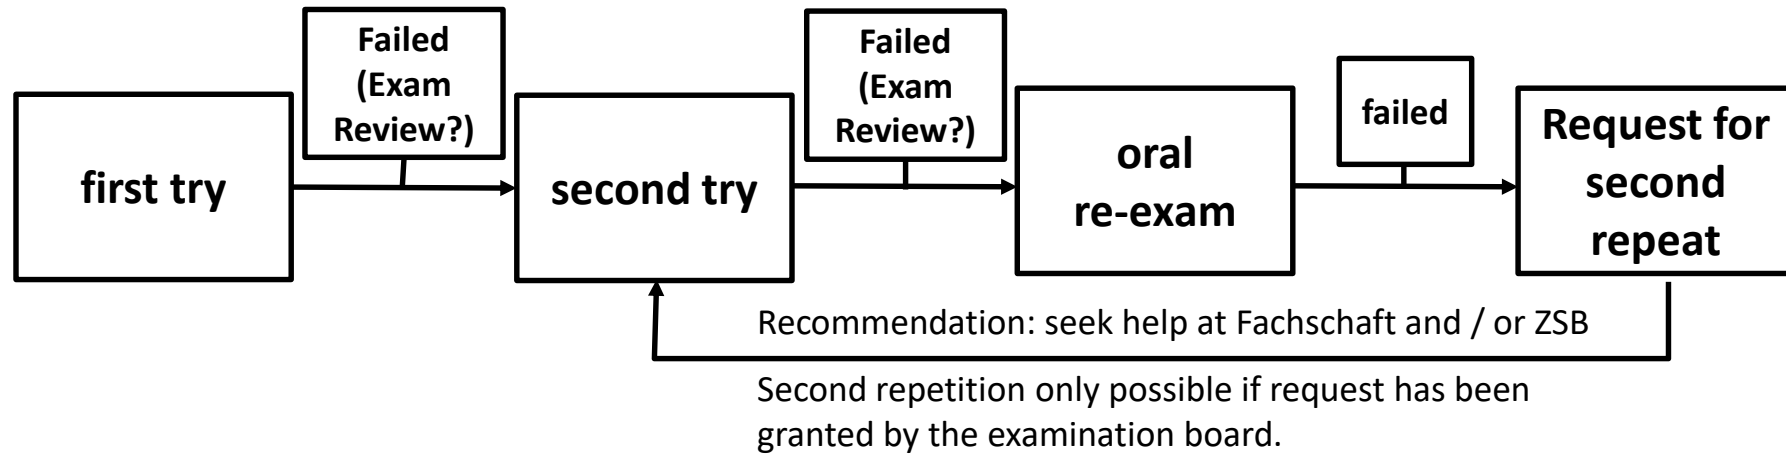 first try
Failed
(Exam
Review?)
second try
Failed
(Exam
Review?)
oral
re-exam
failed
Request for
second
repeat
Recommendation: seek help at Fachschaft and / or ZSB
Second repetition only possible if request has been
granted by the examination board.